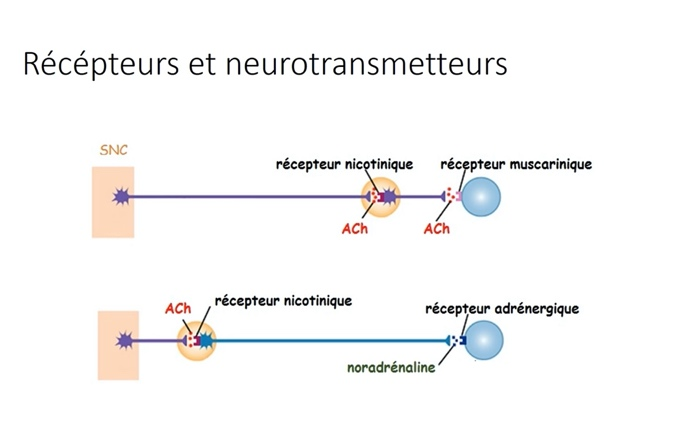 Récépteurs et neurotransmetteurs
SNC
récepteur nicotinique
récepteur muscarinique
ACh
ACh
ACh
récepteur nicotinique
récepteur adrénergique
noradrénaline